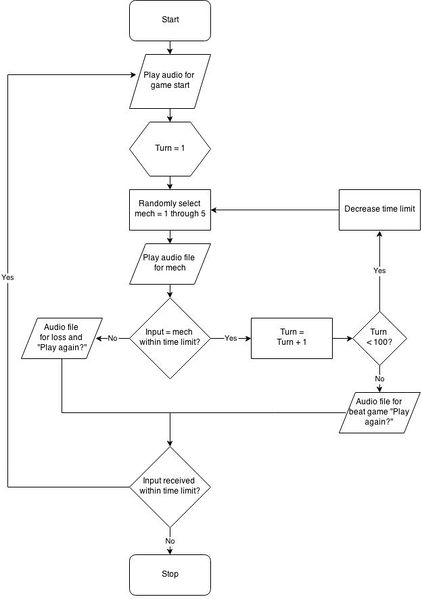 Start
Play audio for
game start
Turn = 1
Randomly select
mech = 1 through 5
Decrease time limit
Play audio file
for mech
Yes
Yes
Audio file
for loss and
"Play again?"
No
Input = mech
within time limit?
Yes
Turn =
Turn + 1
Turn
< 100?
No
Audio file for
beat game "Play
again?"
Input received
within time limit?
No
Stop